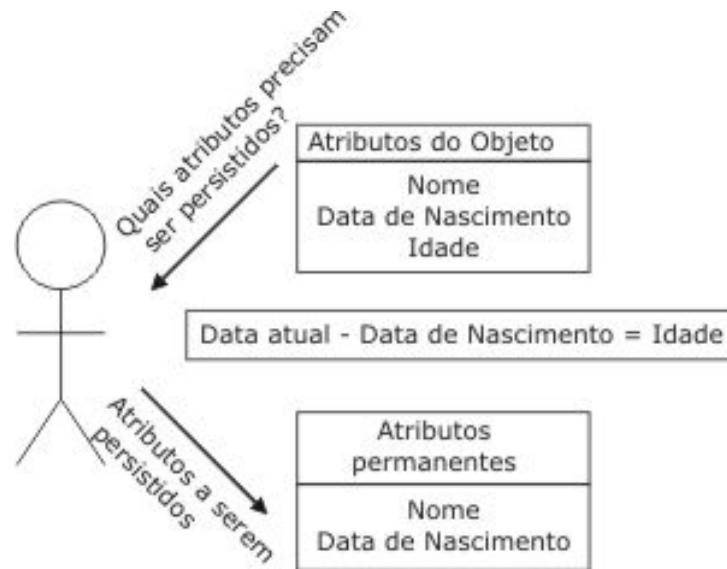 Quais atributos precisam
ser persistidos?
Atributos do Objeto
Nome
Data de Nascimento
Idade
Data atual - Data de Nascimento = Idade
Atributos a serem
persistidos
Atributos
permanentes
Nome
Data de Nascimento